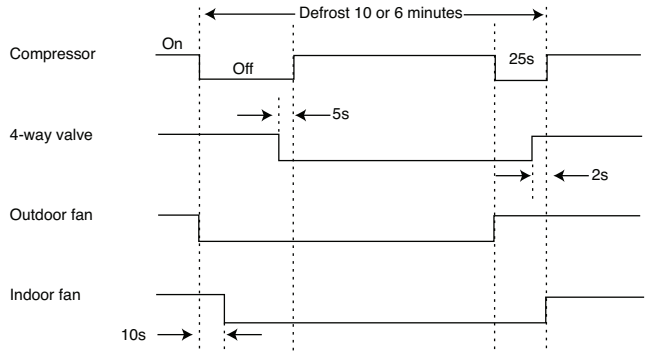 Defrost 10 or 6 minutes
Compressor
On
Off
25s
5s
4-way valve
2s
Outdoor fan
Indoor fan
10s